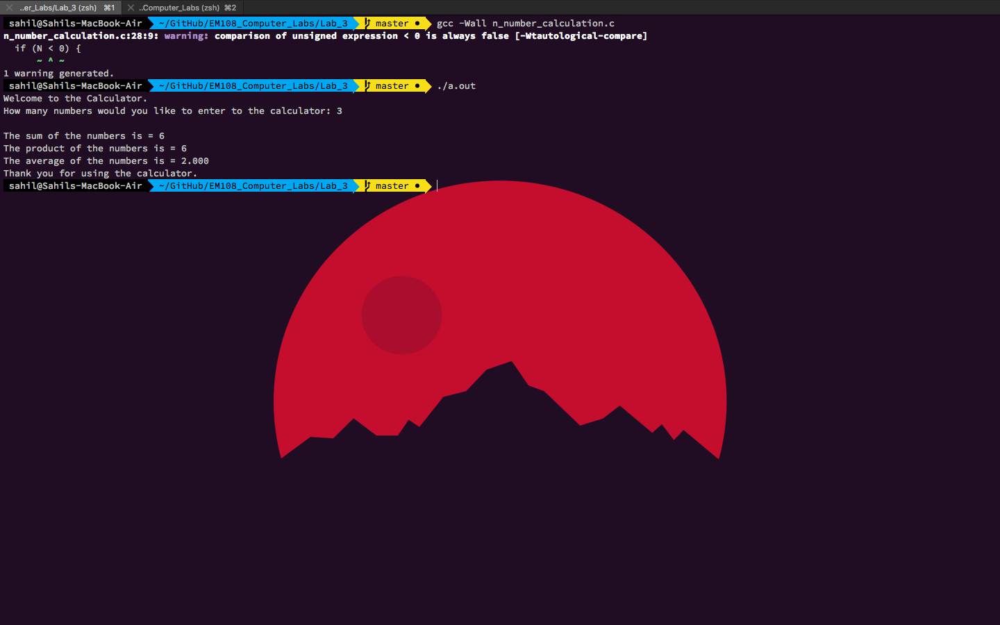 ..er_Labs/Lab_3 (zsh) ⌘1 ..Computer_Labs (zsh) ⌘2
sahil@Sahils-MacBook-Air ~/GitHub/EM108_Computer_Labs/Lab_3 master ● gcc -Wall n_number_calculation.c
n_number_calculation.c:28:9: warning: comparison of unsigned expression < 0 is always false [-Wtautological-compare]
  if (N < 0) {
      ~ ^ ~
1 warning generated.
sahil@Sahils-MacBook-Air ~/GitHub/EM108_Computer_Labs/Lab_3 master ● ./a.out
Welcome to the Calculator.
How many numbers would you like to enter to the calculator: 3
The sum of the numbers is = 6
The product of the numbers is = 6
The average of the numbers is = 2.000
Thank you for using the calculator.
sahil@Sahils-MacBook-Air ~/GitHub/EM108_Computer_Labs/Lab_3 master ●